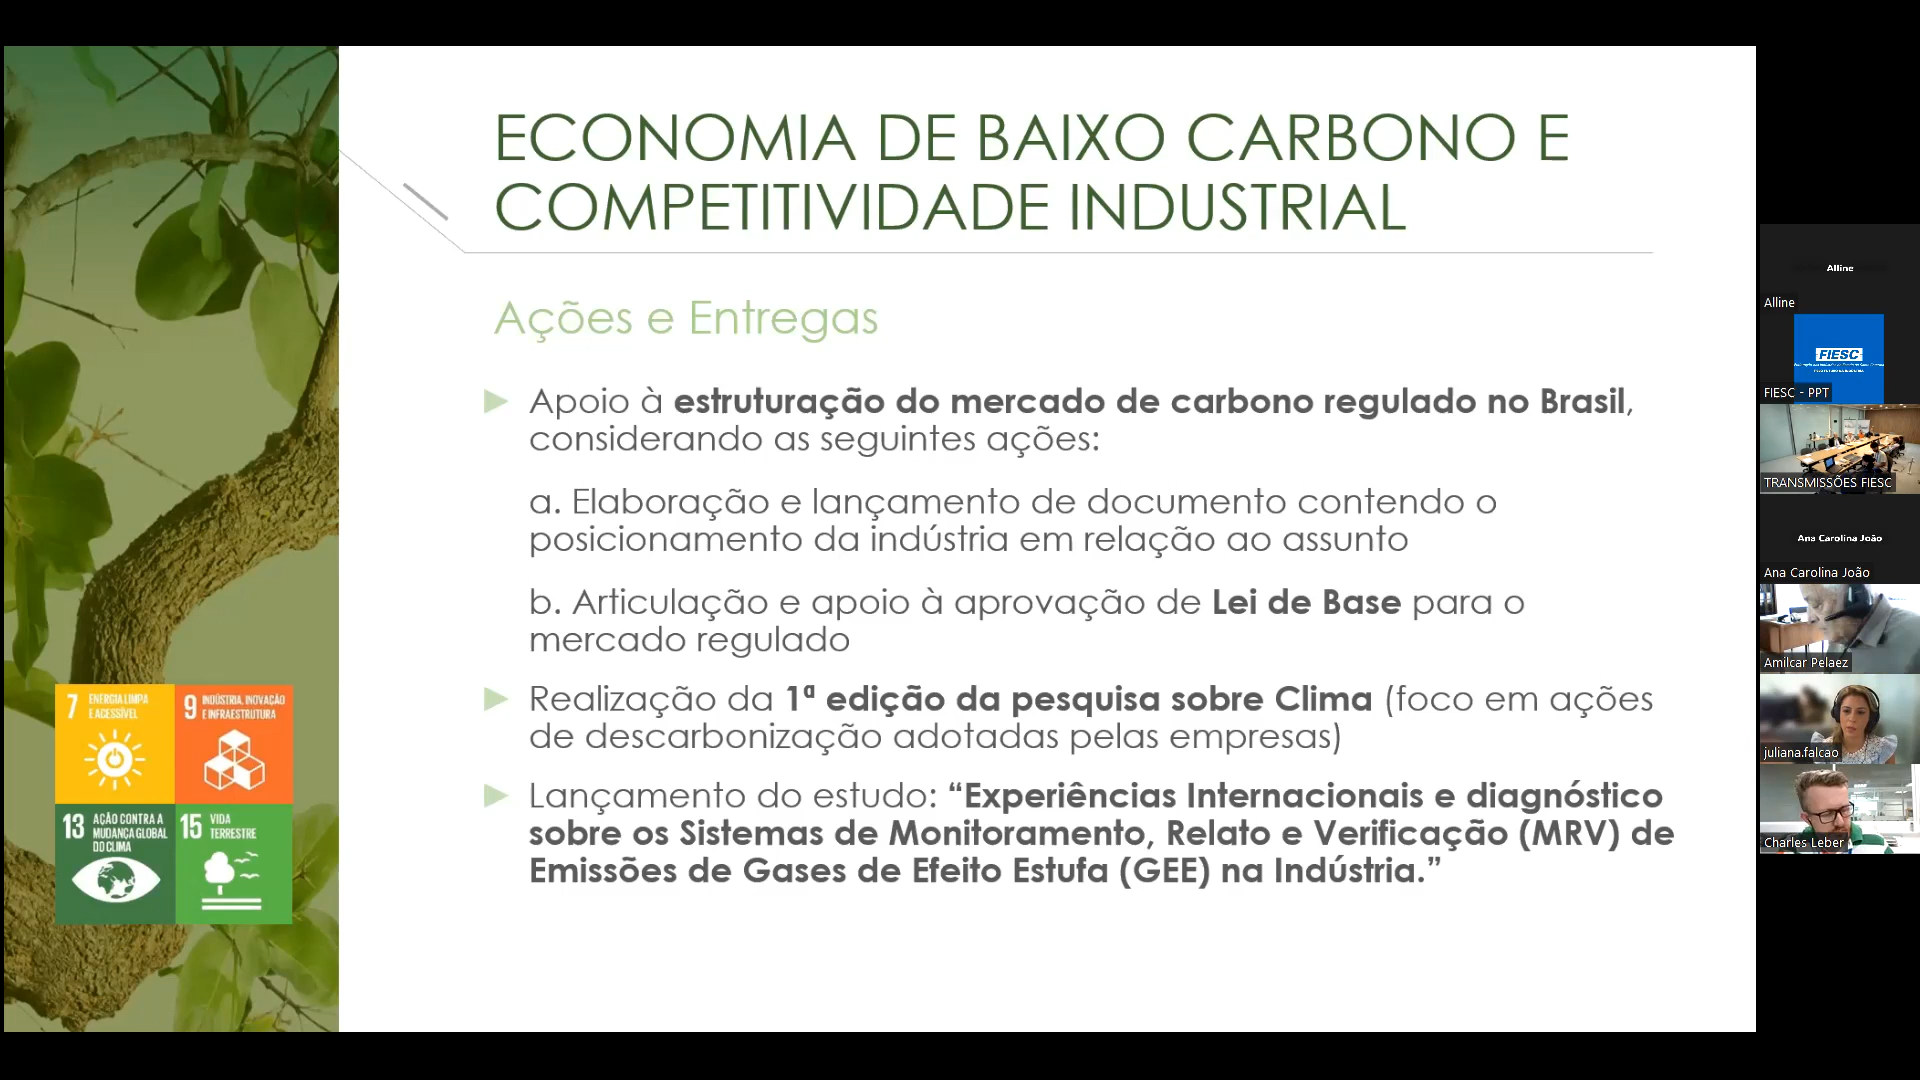 ECONOMIA DE BAIXO CARBONO E
COMPETITIVIDADE INDUSTRIAL
Ações e Entregas
Apoio à estruturação do mercado de carbono regulado no Brasil,
considerando as seguintes ações:
a. Elaboração e lançamento de documento contendo o
posicionamento da indústria em relação ao assunto
b. Articulação e apoio à aprovação de Lei de Base para o
mercado regulado
Realização da 1ª edição da pesquisa sobre Clima (foco em ações
de descarbonização adotadas pelas empresas)
Lançamento do estudo: “Experiências Internacionais e diagnóstico
sobre os Sistemas de Monitoramento, Relato e Verificação (MRV) de
Emissões de Gases de Efeito Estufa (GEE) na Indústria.”
7 ENERGIA LIMPA
E ACESSÍVEL
9 INDÚSTRIA, INOVAÇÃO
E INFRAESTRUTURA
13 AÇÃO CONTRA A
MUDANÇA GLOBAL
DO CLIMA
15 VIDA
TERRESTRE
Alline
Alline
FIESC
FIESC - PPT
TRANSMISSÕES FIESC
Ana Carolina João
Ana Carolina João
Amilcar Pelaez
juliana.falcao
Charles Leber